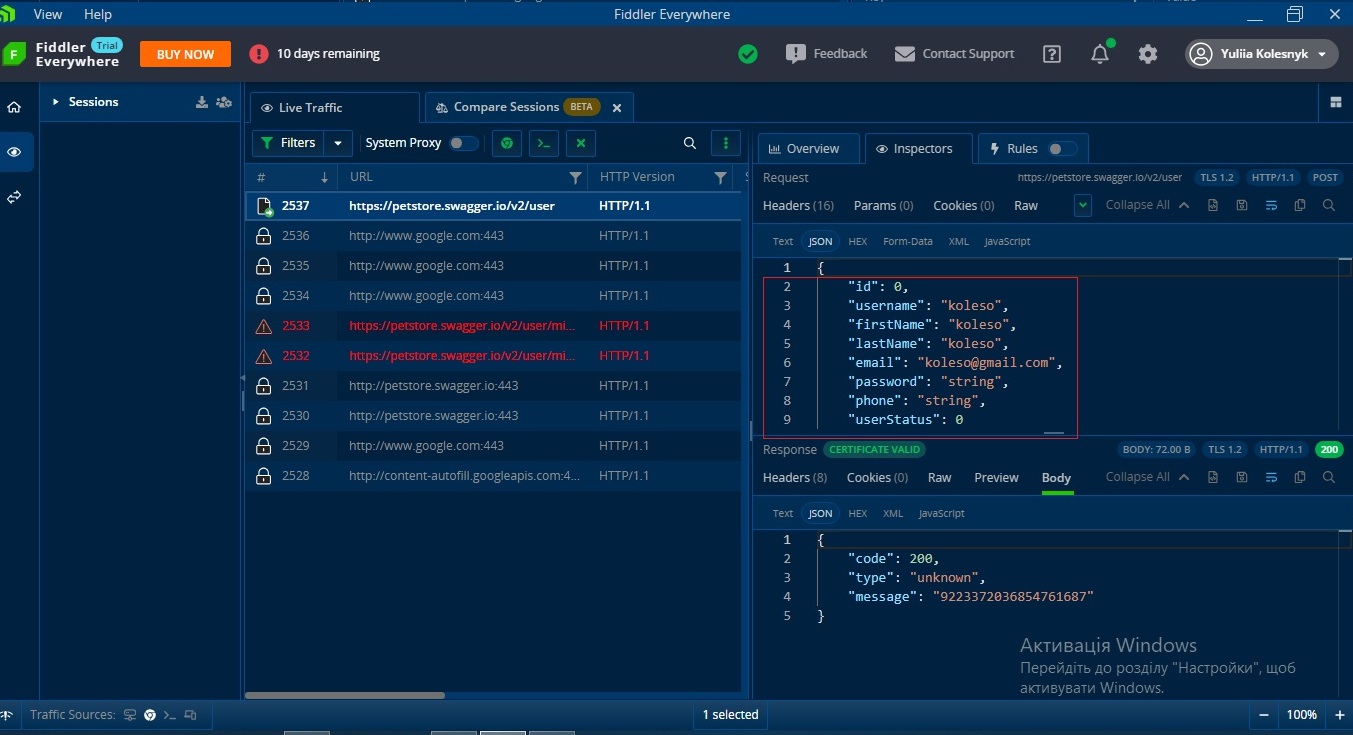 View Help Fiddler Everywhere
Fiddler Trial
Everywhere
BUY NOW
10 days remaining
Feedback
Contact Support
Yuliia Kolesnyk
Sessions
Live Traffic
Compare Sessions BETA
Filters
System Proxy
# URL HTTP Version
2537 https://petstore.swagger.io/v2/user HTTP/1.1
2536 http://www.google.com:443 HTTP/1.1
2535 http://www.google.com:443 HTTP/1.1
2534 http://www.google.com:443 HTTP/1.1
2533 https://petstore.swagger.io/v2/user/mi... HTTP/1.1
2532 https://petstore.swagger.io/v2/user/mi... HTTP/1.1
2531 http://petstore.swagger.io:443 HTTP/1.1
2530 http://petstore.swagger.io:443 HTTP/1.1
2529 http://www.google.com:443 HTTP/1.1
2528 http://content-autofill.googleapis.com:4... HTTP/1.1
Overview Inspectors Rules
Request https://petstore.swagger.io/v2/user TLS 1.2 HTTP/1.1 POST
Headers (16) Params (0) Cookies (0) Raw Collapse All
Text JSON HEX Form-Data XML JavaScript
1 {
2 "id": 0,
3 "username": "koleso",
4 "firstName": "koleso",
5 "lastName": "koleso",
6 "email": "koleso@gmail.com",
7 "password": "string",
8 "phone": "string",
9 "userStatus": 0
Response CERTIFICATE VALID BODY: 72.00 B TLS 1.2 HTTP/1.1 200
Headers (8) Cookies (0) Raw Preview Body Collapse All
Text JSON HEX XML JavaScript
1 {
2 "code": 200,
3 "type": "unknown",
4 "message": "9223372036854761687"
5 }
Активація Windows
Перейдіть до розділу "Настройки", щоб
активувати Windows.
Traffic Sources:
1 selected
100%